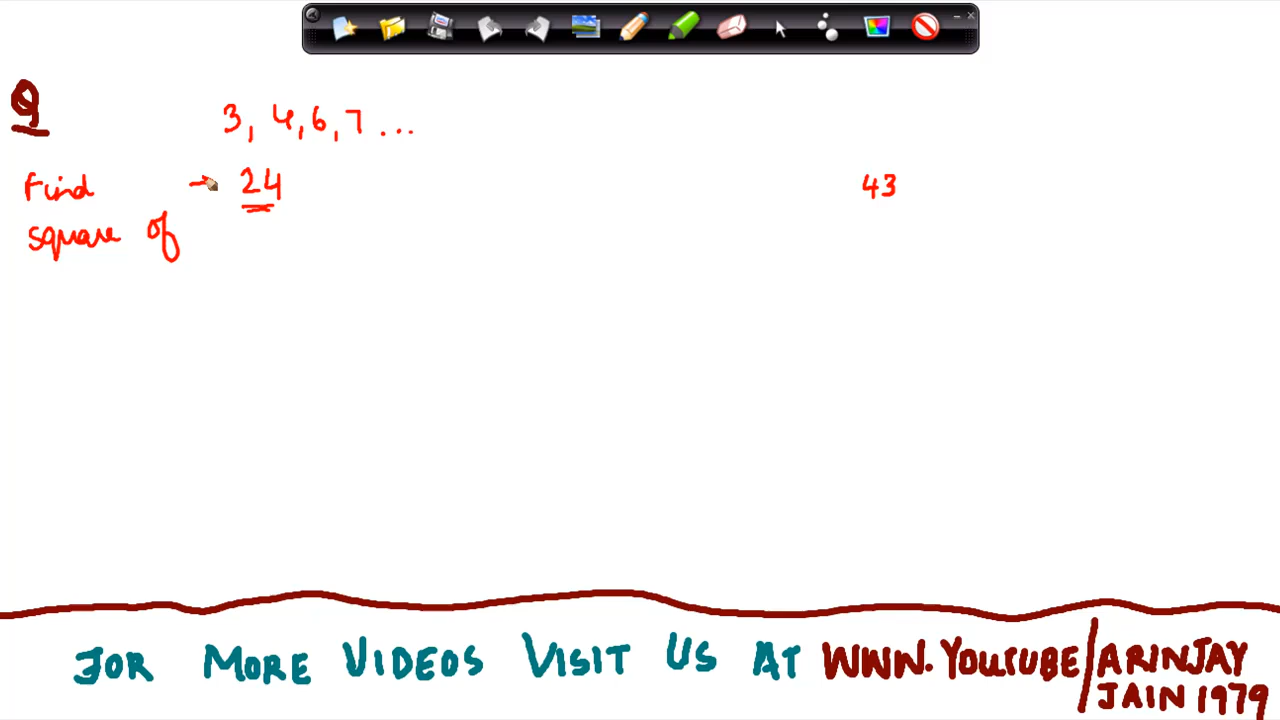 Q
3, 4, 6, 7 ...
Find → 24 43
square of
FOR MORE VIDEOS VISIT US AT WWW.YOUTUBE/ARINJAY
JAIN 1979